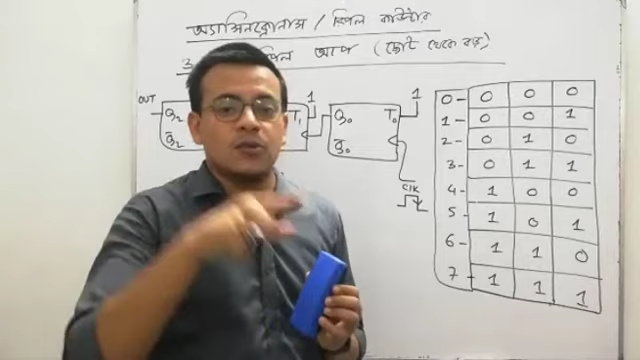 অ্যাসিনক্রোনাস / রিপল কাউন্টার
3 রিপল আপ (ছোট থেকে বড়)
OUT Q₂ T₁ 1 Q₀ T₀ 1
Q̅₂ Q̅₀
CLK
0 - 0 0 0
1 - 0 0 1
2 - 0 1 0
3 - 0 1 1
4 - 1 0 0
5 - 1 0 1
6 - 1 1 0
7 - 1 1 1